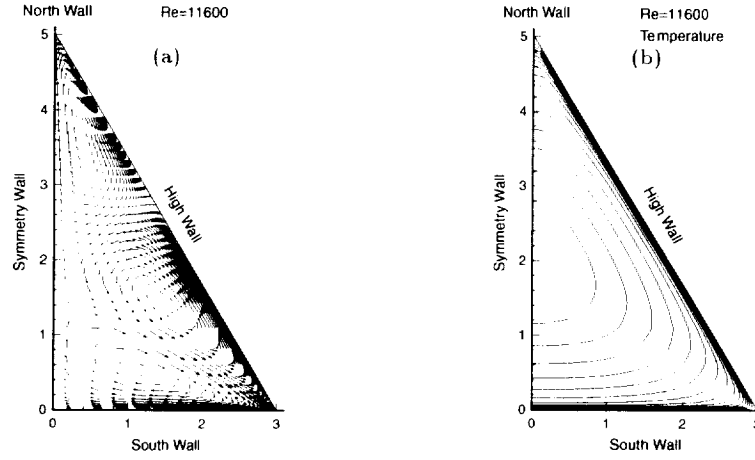 North Wall
Re=11600
(a)
5
4
3
2
1
0
Symmetry Wall
High Wall
0
1
2
3
South Wall
North Wall
Re=11600
Temperature
(b)
5
4
3
2
1
0
Symmetry Wall
High Wall
0
1
2
3
South Wall